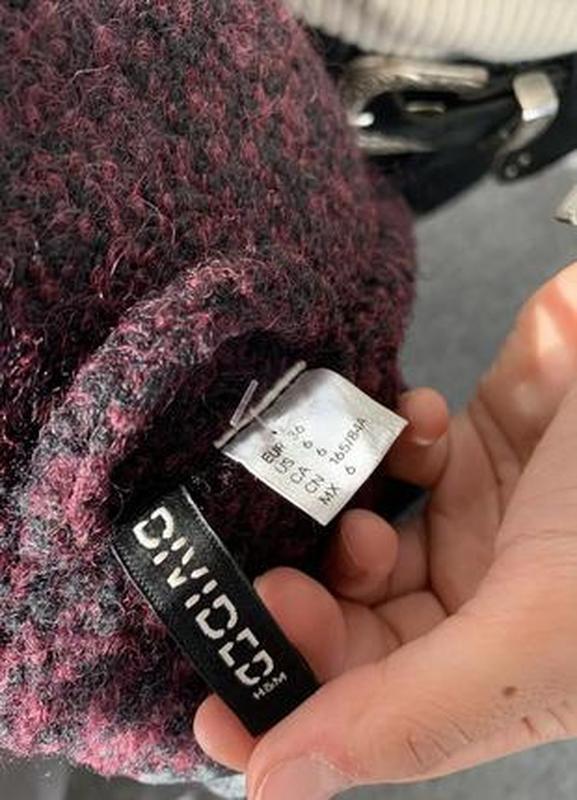 EUR 36
US 6
CA 6
CN 165/84A
MX 6
DIVIDED
H&M